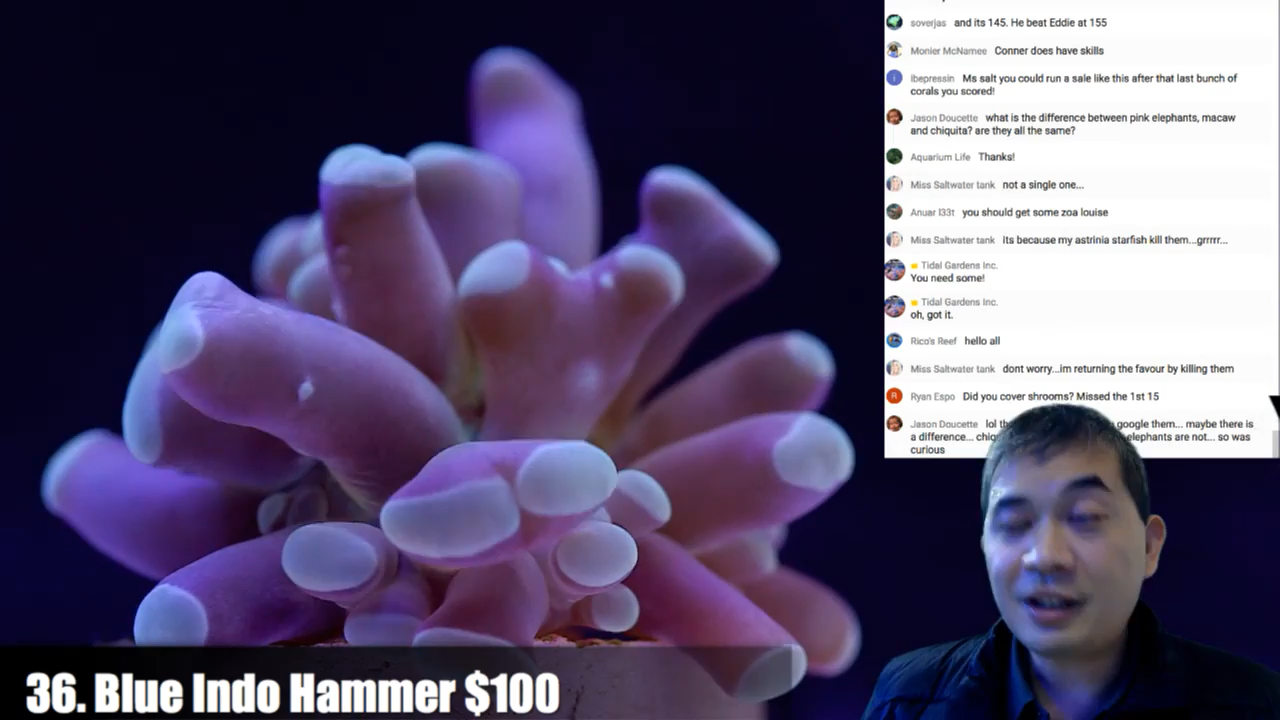 soverjas and its 145. He beat Eddie at 155
Monier McNamee Conner does have skills
Ibepressin Ms salt you could run a sale like this after that last bunch of
corals you scored!
Jason Doucette what is the difference between pink elephants, macaw
and chiquita? are they all the same?
Aquarium Life Thanks!
Miss Saltwater tank not a single one...
Anuar l33t you should get some zoa louise
Miss Saltwater tank Its because my astrinia starfish kill them...grrrr...
Tidal Gardens Inc.
You need some!
Tidal Gardens Inc.
oh, got it.
Rico's Reef hello all
Miss Saltwater tank dont worry...im returning the favour by killing them
R Ryan Espo Did you cover shrooms? Missed the 1st 15
Jason Doucette lol google them... maybe there is
a difference... elephants are not... so was
curious
36. Blue Indo Hammer $100